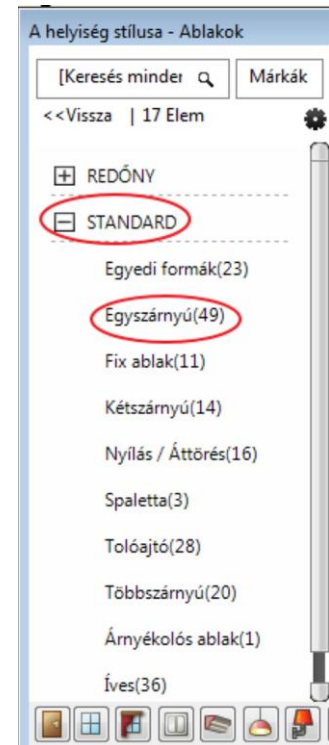 A helyiség stílusa - Ablakok
[Keresés minder Márkák
<<Vissza | 17 Elem
REDŐNY
STANDARD
Egyedi formák(23)
Egyszárnyú(49)
Fix ablak(11)
Kétszárnyú(14)
Nyílás / Áttörés(16)
Spaletta(3)
Tolóajtó(28)
Többszárnyú(20)
Árnyékolós ablak(1)
Íves(36)